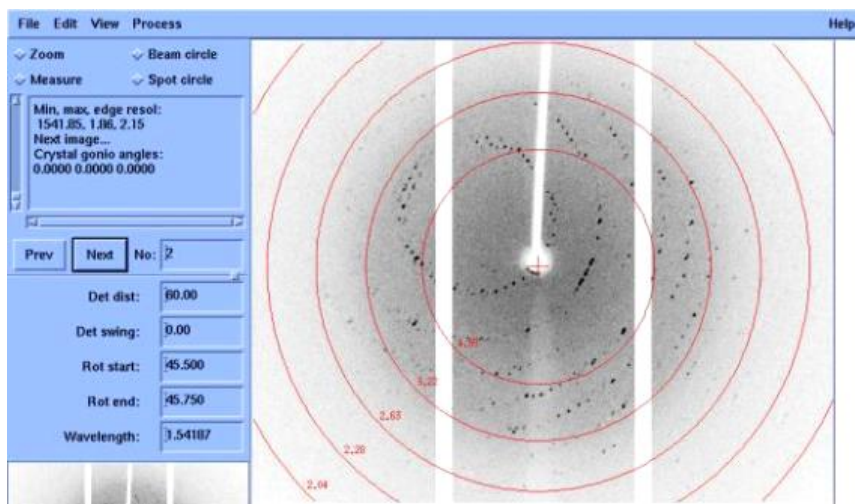 File Edit View Process Help
Zoom Beam circle
Measure Spot circle
Min, max, edge resol:
1541.85, 1.86, 2.15
Next image...
Crystal gonio angles:
0.0000 0.0000 0.0000
Prev Next No: 2
Det dist: 60.00
Det swing: 0.00
Rot start: 45.500
Rot end: 45.750
Wavelength: 1.54187
3.22
2.63
2.28
2.04